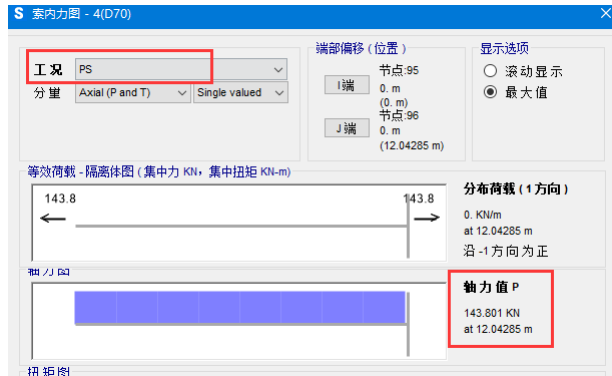 S 索内力图 - 4(D70)
端部偏移 (位置)
显示选项
工况 PS
节点:95
滚动显示
分量 Axial (P and T) Single valued
I端
0. m
最大值
(0. m)
节点:96
J端
0. m
(12.04285 m)
等效荷载 - 隔离体图 (集中力 KN，集中扭矩 KN-m)
143.8
143.8
分布荷载 (1方向)
0. KN/m
at 12.04285 m
沿 -1方向为正
轴力图
轴力值 P
143.801 KN
at 12.04285 m
扭矩图